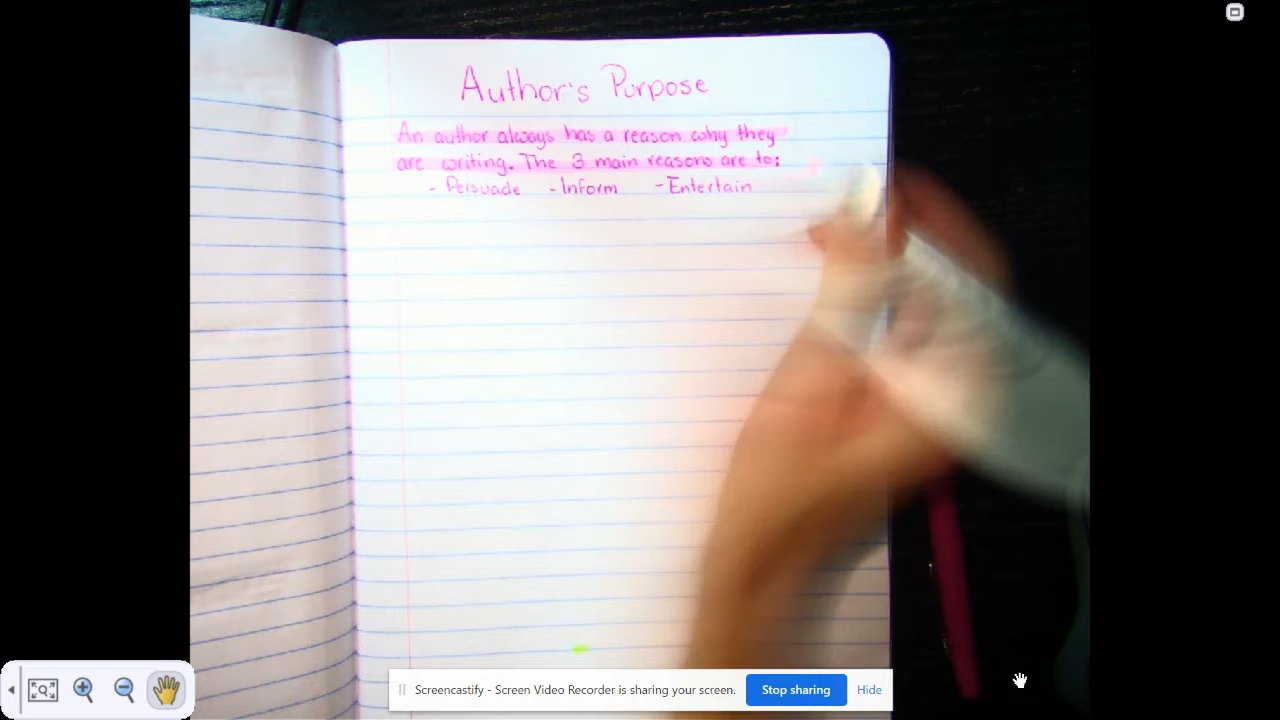 Author's Purpose
An author always has a reason why they
are writing. The 3 main reasons are to:
- Persuade - Inform - Entertain
Screencastify - Screen Video Recorder is sharing your screen. Stop sharing Hide